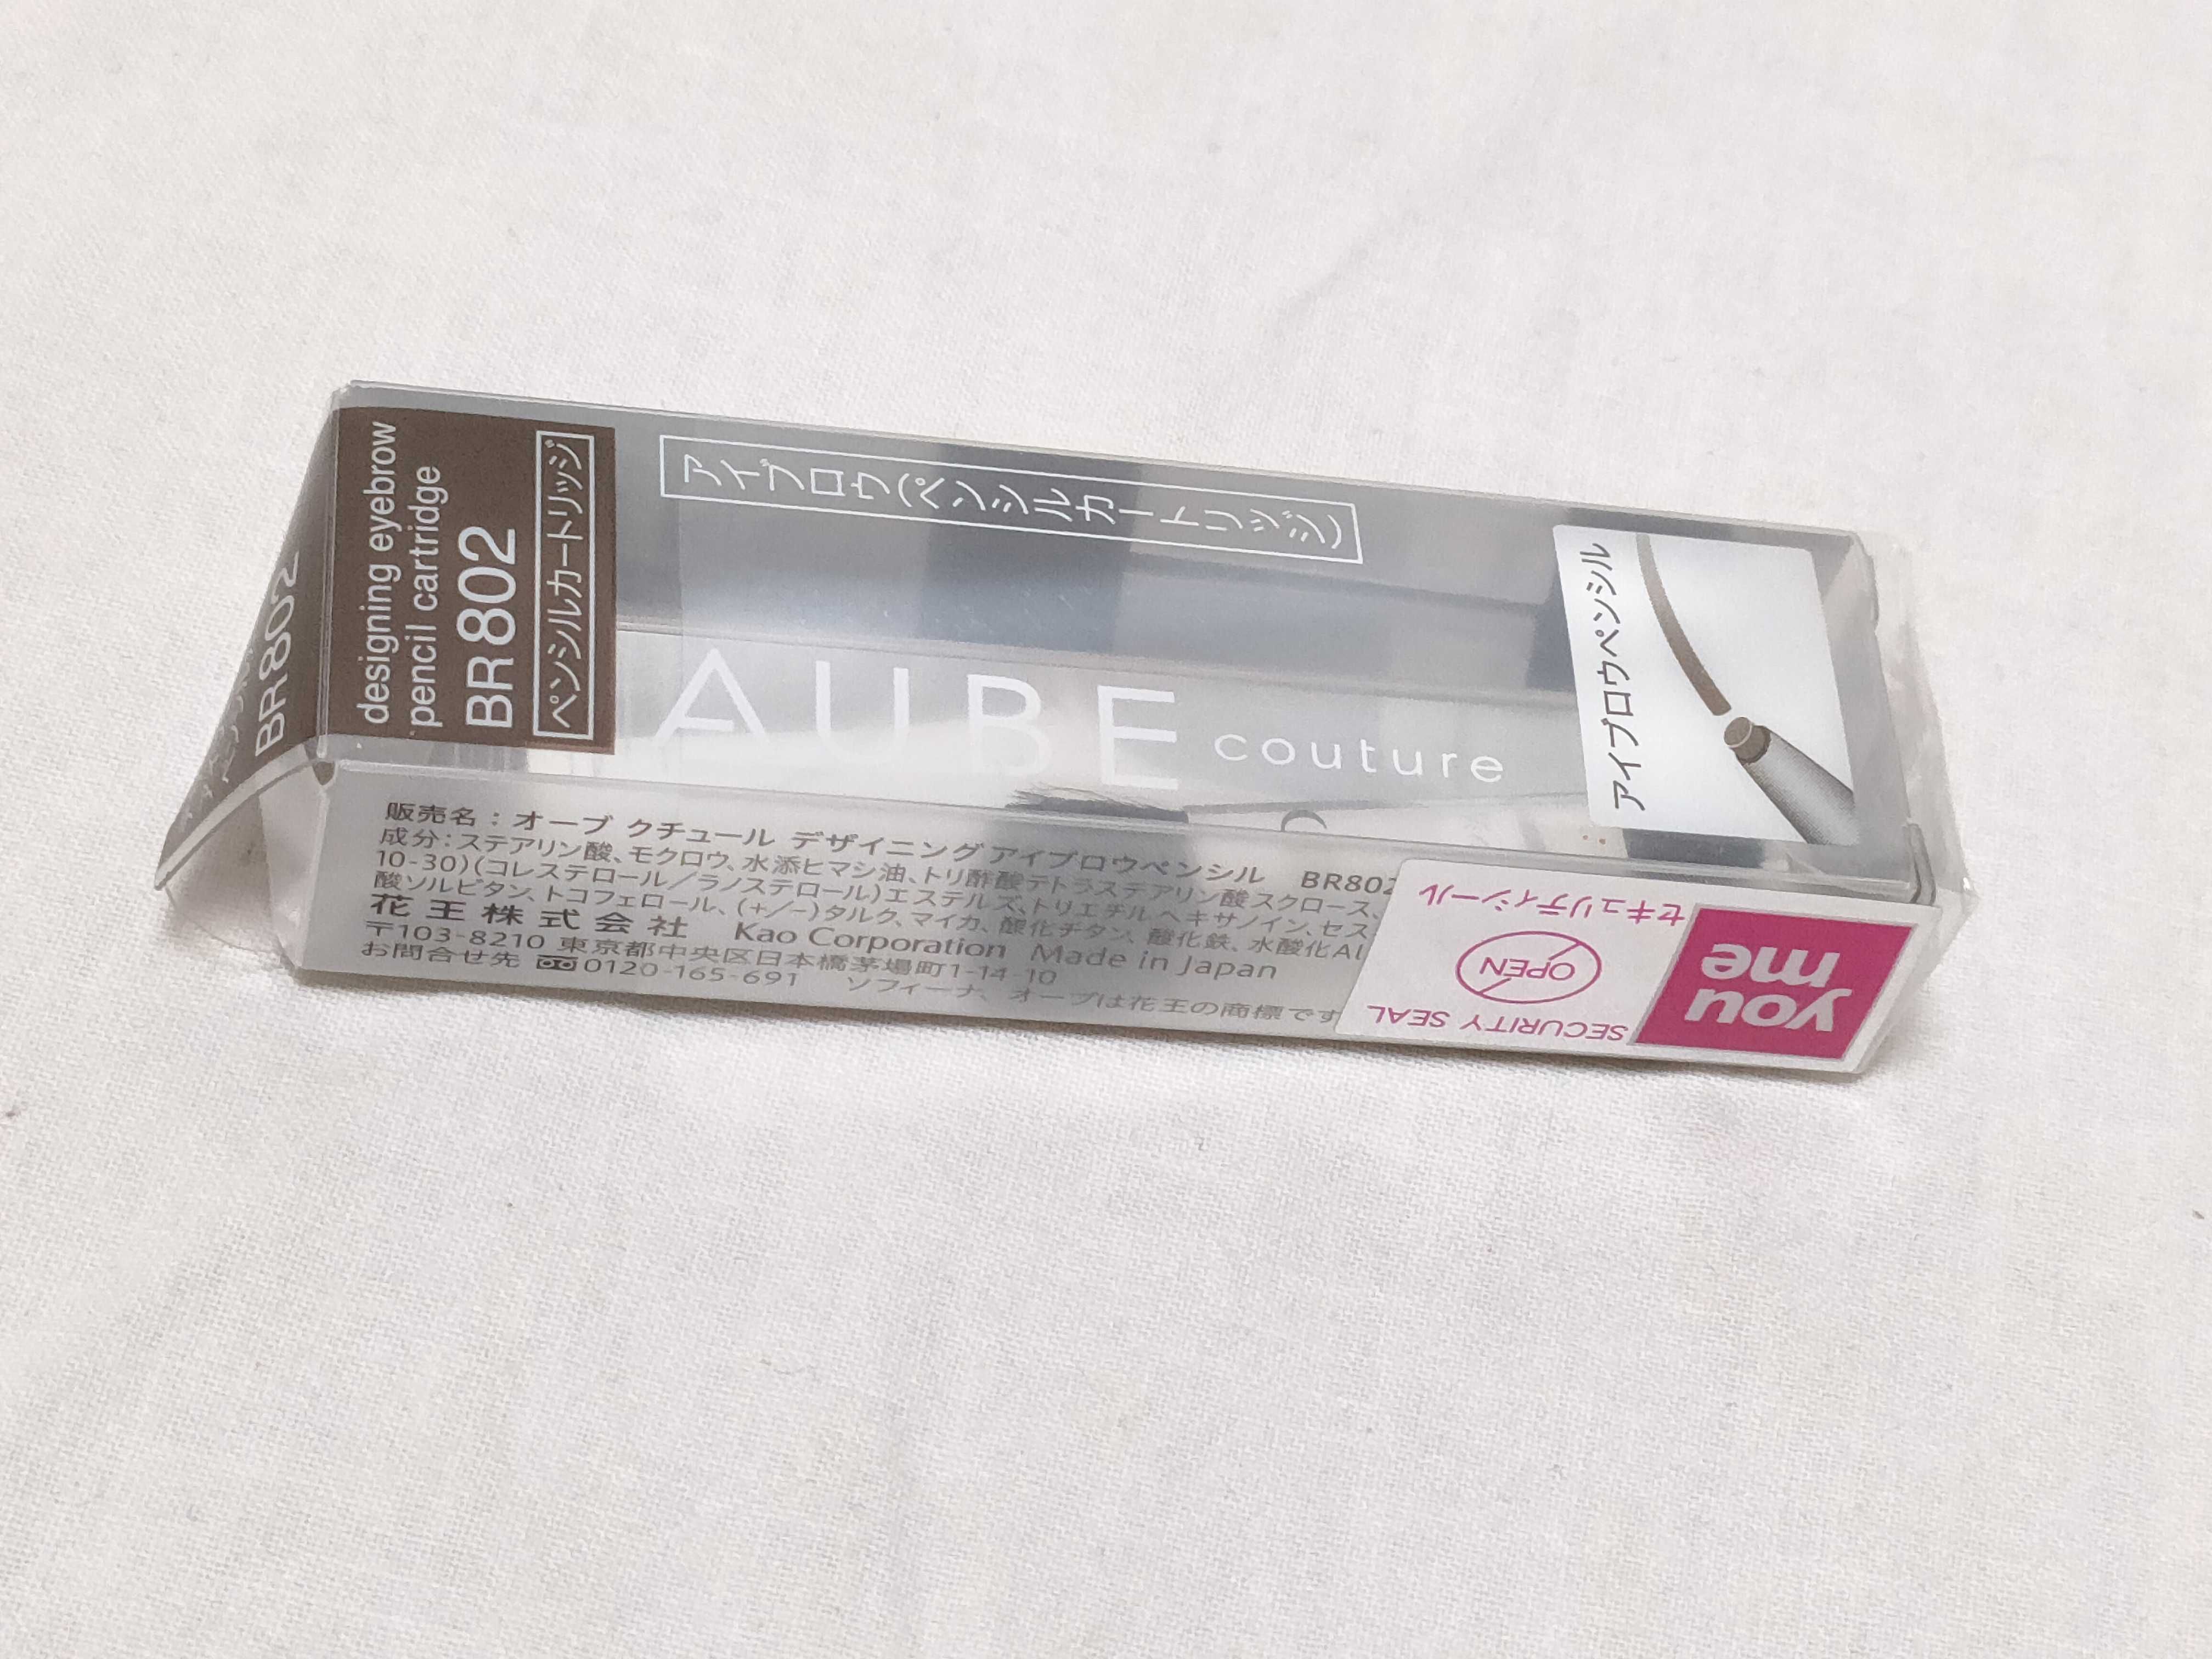 designing eyebrow
pencil cartridge
BR802
ペンシルカートリッジ
BR802
アイブロウ(ペンシルカートリッジ)
AUBE couture
アイブロウペンシル
販売名：オーブ クチュール デザイニング アイブロウペンシル BR802
成分：ステアリン酸、モクロウ、水添ヒマシ油、トリ酢酸テトラステアリン酸スクロース、
10-30)(コレステロール／ラノステロール)エステルズ、トリエチルヘキサノイン、セス
酸ソルビタン、トコフェロール、(+/-)タルク、マイカ、酸化チタン、酸化鉄、水酸化Al
花王株式会社 Kao Corporation Made in Japan
〒103-8210 東京都中央区日本橋茅場町1-14-10
お問合せ先 0120-165-691 ソフィーナ、オーブは花王の商標です
you
me
SECURITY SEAL
OPEN
セキュリティシール